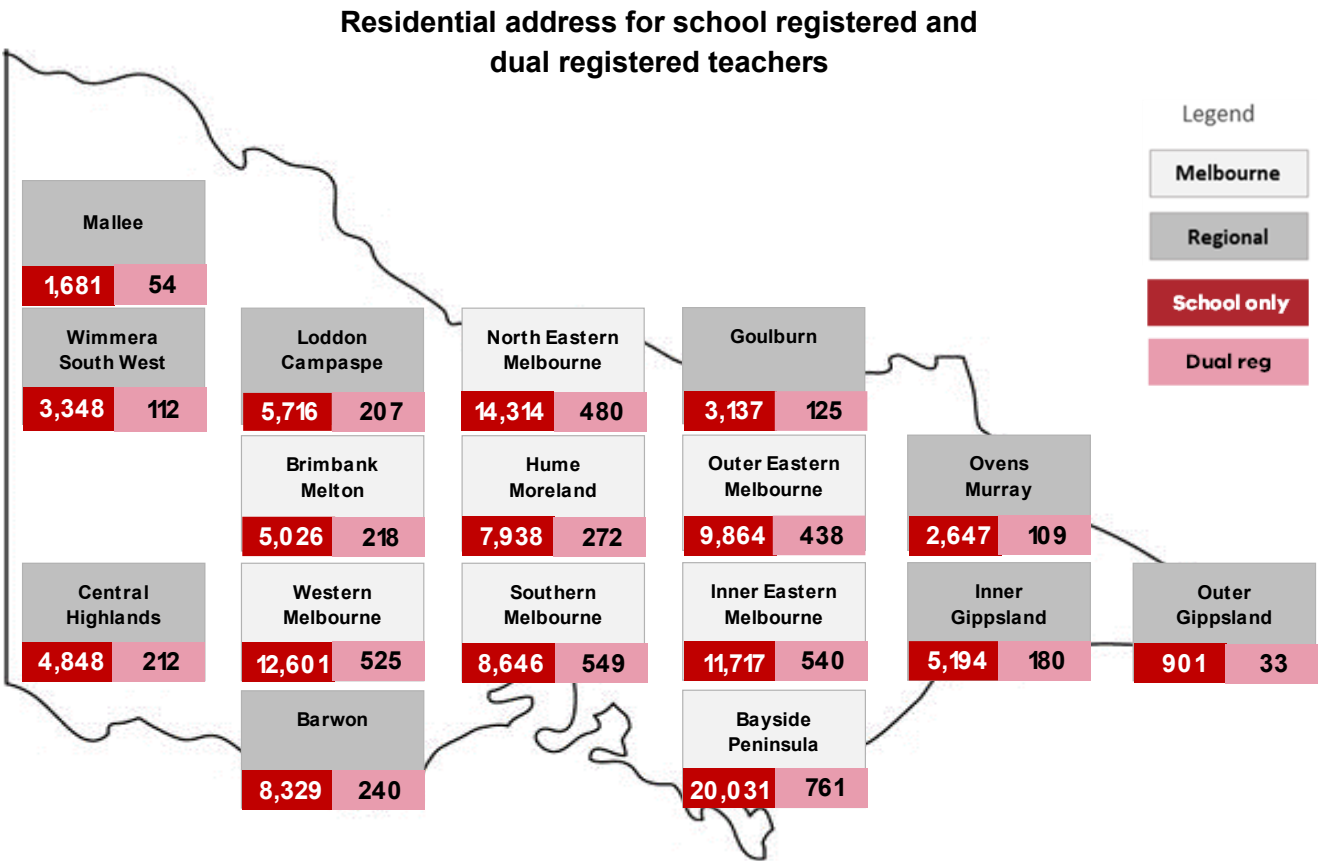 Residential address for school registered and
dual registered teachers
Legend
Melbourne
Regional
School only
Dual reg
Mallee
1,681 54
Wimmera
South West
3,348 112
Loddon
Campaspe
5,716 207
North Eastern
Melbourne
14,314 480
Goulburn
3,137 125
Brimbank
Melton
5,026 218
Hume
Moreland
7,938 272
Outer Eastern
Melbourne
9,864 438
Ovens
Murray
2,647 109
Central
Highlands
4,848 212
Western
Melbourne
12,601 525
Southern
Melbourne
8,646 549
Inner Eastern
Melbourne
11,717 540
Inner
Gippsland
5,194 180
Outer
Gippsland
901 33
Barwon
8,329 240
Bayside
Peninsula
20,031 761